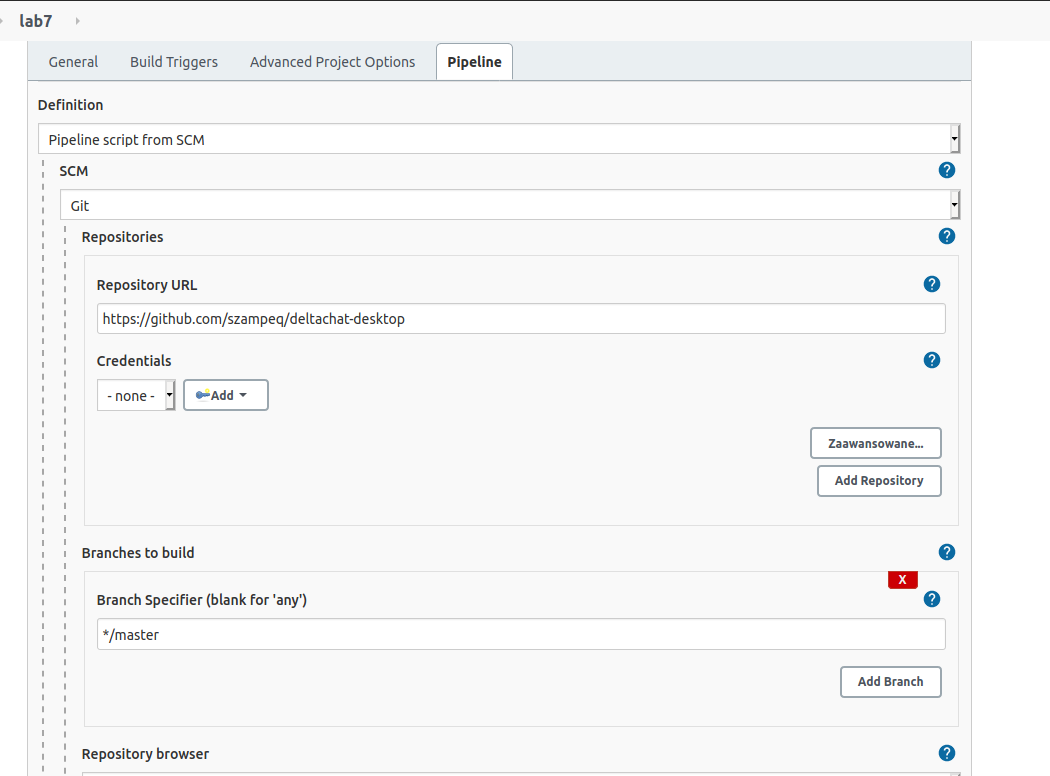 lab7
General Build Triggers Advanced Project Options Pipeline
Definition
Pipeline script from SCM
SCM
?
Git
Repositories
?
Repository URL
?
https://github.com/szampeq/deltachat-desktop
Credentials
?
- none -
Add
Zaawansowane...
Add Repository
Branches to build
?
X
Branch Specifier (blank for 'any')
?
*/master
Add Branch
Repository browser
?